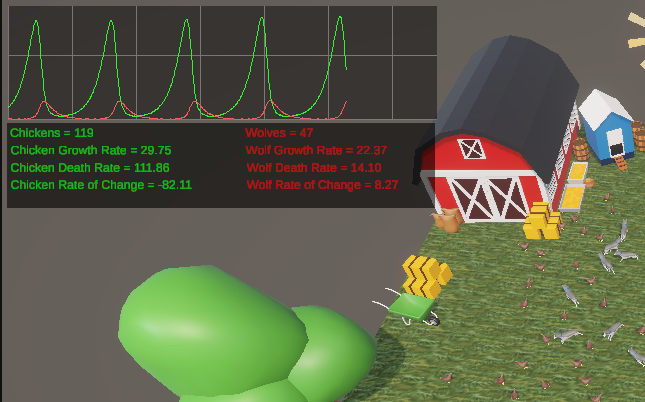 Chickens = 119 Wolves = 47
Chicken Growth Rate = 29.75 Wolf Growth Rate = 22.37
Chicken Death Rate = 111.86 Wolf Death Rate = 14.10
Chicken Rate of Change = -82.11 Wolf Rate of Change = 8.27